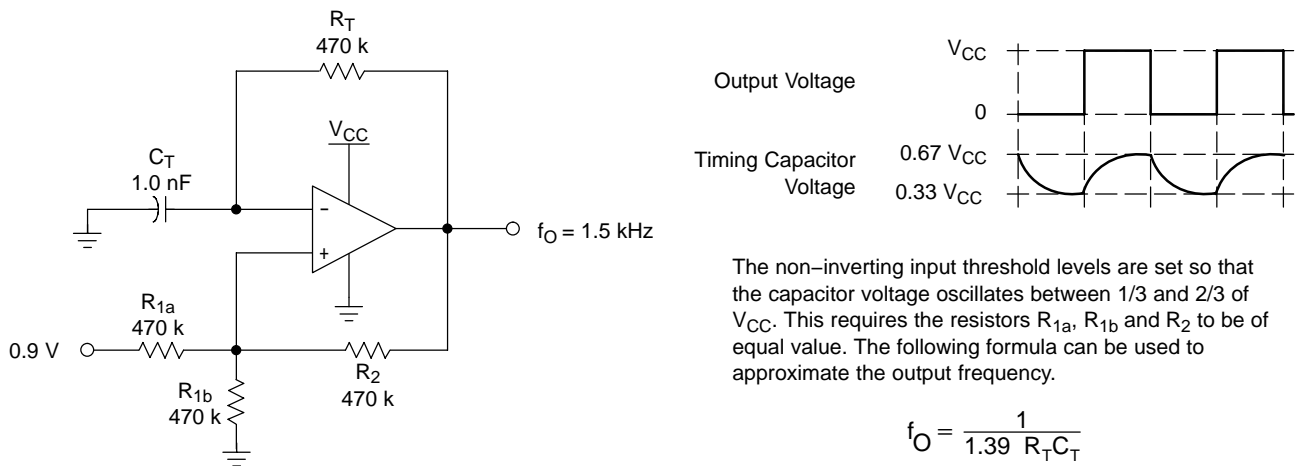 R_T
470 k
V_CC
C_T
1.0 nF
−
+
f_O = 1.5 kHz
R_1a
470 k
0.9 V
R_2
470 k
R_1b
470 k
Output Voltage
V_CC
0
Timing Capacitor
Voltage
0.67 V_CC
0.33 V_CC
The non−inverting input threshold levels are set so that
the capacitor voltage oscillates between 1/3 and 2/3 of
V_CC. This requires the resistors R_1a, R_1b and R_2 to be of
equal value. The following formula can be used to
approximate the output frequency.
f_O = 1 / 1.39 R_TC_T